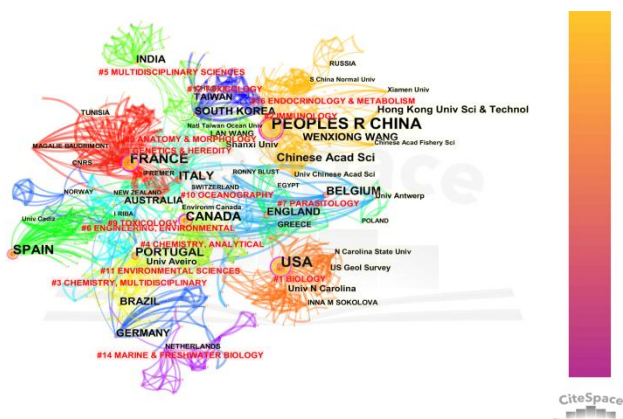 INDIA
RUSSIA
#5 MULTIDISCIPLINARY SCIENCES
S China Normal Univ
Xiamen Univ
TAIWAN
#16 ENDOCRINOLOGY & METABOLISM
TUNISIA
SOUTH KOREA
Hong Kong Univ Sci & Technol
Natl Taiwan Ocean Univ
PEOPLES R CHINA
MAGALIE BAUDRIMONT
#8 ANATOMY & MORPHOLOGY
LAN WANG
WENXIONG WANG
Shanxi Univ
Chinese Acad Fishery Sci
GENETICS & HEREDITY
CNRS
FRANCE
Chinese Acad Sci
IFREMER
ITALY
RONNY BLUST
Univ Chinese Acad Sci
NORWAY
NEW ZEALAND
SWITZERLAND
EGYPT
BELGIUM
Univ Antwerp
AUSTRALIA
#10 OCEANOGRAPHY
Environm Canada
#7 PARASITOLOGY
Univ Cadiz
I RIBA
CANADA
ENGLAND
POLAND
#9 TOXICOLOGY
GREECE
#6 ENGINEERING, ENVIRONMENTAL
SPAIN
#4 CHEMISTRY, ANALYTICAL
PORTUGAL
N Carolina State Univ
Univ Aveiro
USA
US Geol Survey
#11 ENVIRONMENTAL SCIENCES
#1 BIOLOGY
#3 CHEMISTRY, MULTIDISCIPLINARY
Univ N Carolina
BRAZIL
INNA M SOKOLOVA
GERMANY
NETHERLANDS
#14 MARINE & FRESHWATER BIOLOGY
CiteSpace